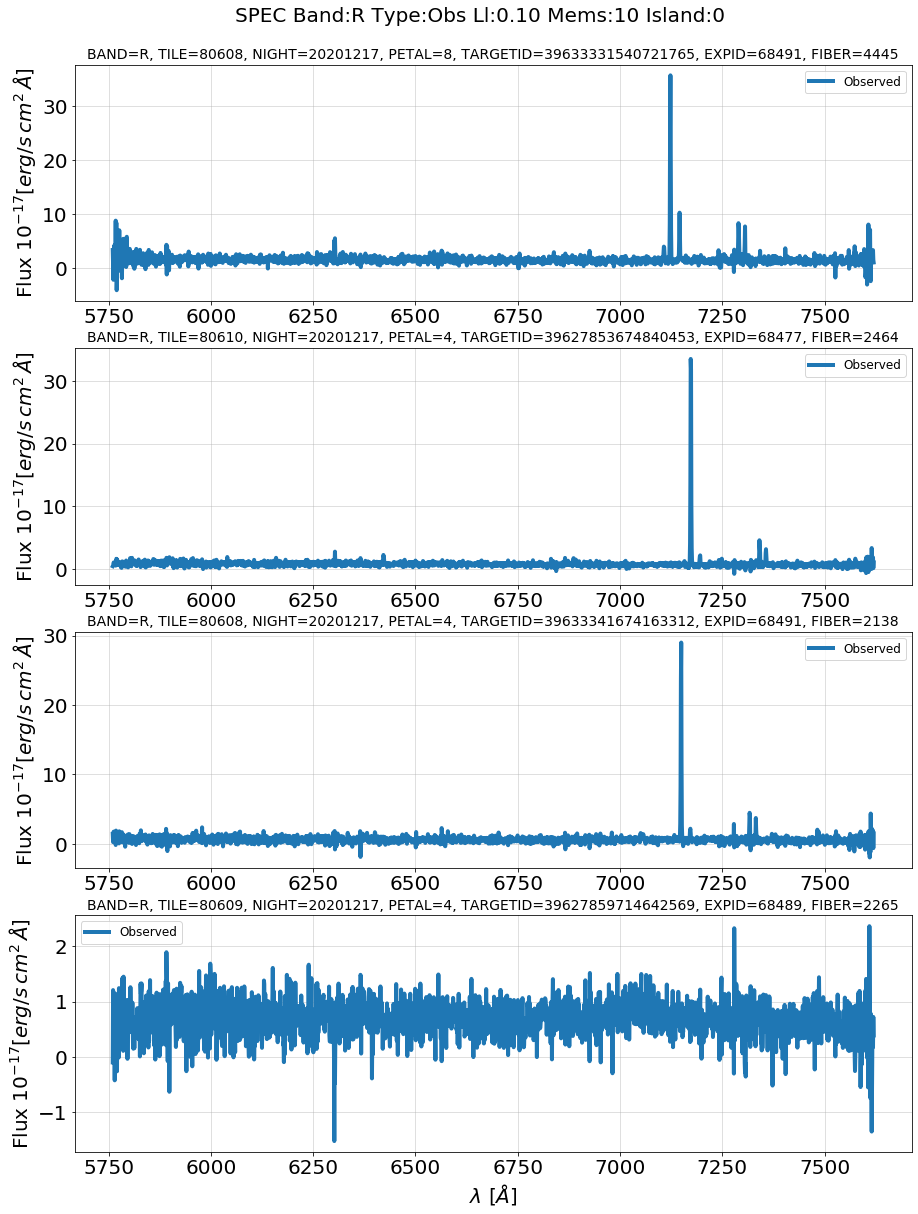 SPEC Band:R Type:Obs Ll:0.10 Mems:10 Island:0
BAND=R, TILE=80608, NIGHT=20201217, PETAL=8, TARGETID=39633331540721765, EXPID=68491, FIBER=4445
Flux 10^{-17}[erg/s cm^2 Å]
30
20
10
0
Observed
5750 6000 6250 6500 6750 7000 7250 7500
BAND=R, TILE=80610, NIGHT=20201217, PETAL=4, TARGETID=39627853674840453, EXPID=68477, FIBER=2464
Flux 10^{-17}[erg/s cm^2 Å]
30
20
10
0
Observed
5750 6000 6250 6500 6750 7000 7250 7500
BAND=R, TILE=80608, NIGHT=20201217, PETAL=4, TARGETID=39633341674163312, EXPID=68491, FIBER=2138
Flux 10^{-17}[erg/s cm^2 Å]
30
20
10
0
Observed
5750 6000 6250 6500 6750 7000 7250 7500
BAND=R, TILE=80609, NIGHT=20201217, PETAL=4, TARGETID=39627859714642569, EXPID=68489, FIBER=2265
Flux 10^{-17}[erg/s cm^2 Å]
2
1
0
−1
Observed
5750 6000 6250 6500 6750 7000 7250 7500
λ [Å]